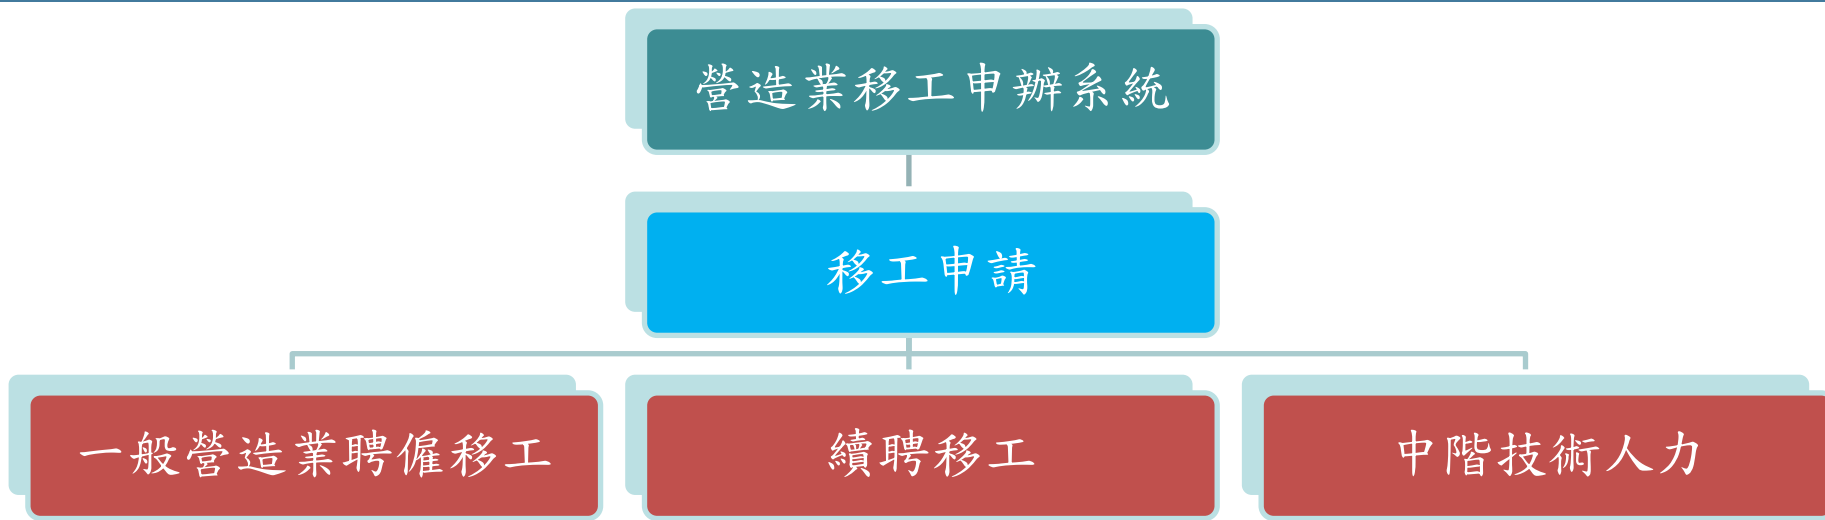 營造業移工申辦系統
移工申請
一般營造業聘僱移工
續聘移工
中階技術人力